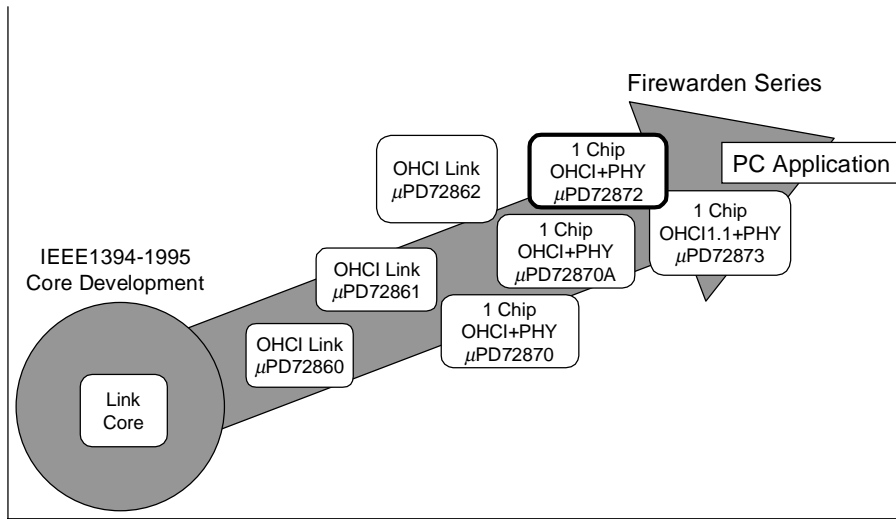 Firewarden Series
PC Application
1 Chip
OHCI+PHY
µPD72872
OHCI Link
µPD72862
1 Chip
OHCI1.1+PHY
µPD72873
1 Chip
OHCI+PHY
µPD72870A
IEEE1394-1995
Core Development
OHCI Link
µPD72861
1 Chip
OHCI+PHY
µPD72870
OHCI Link
µPD72860
Link
Core